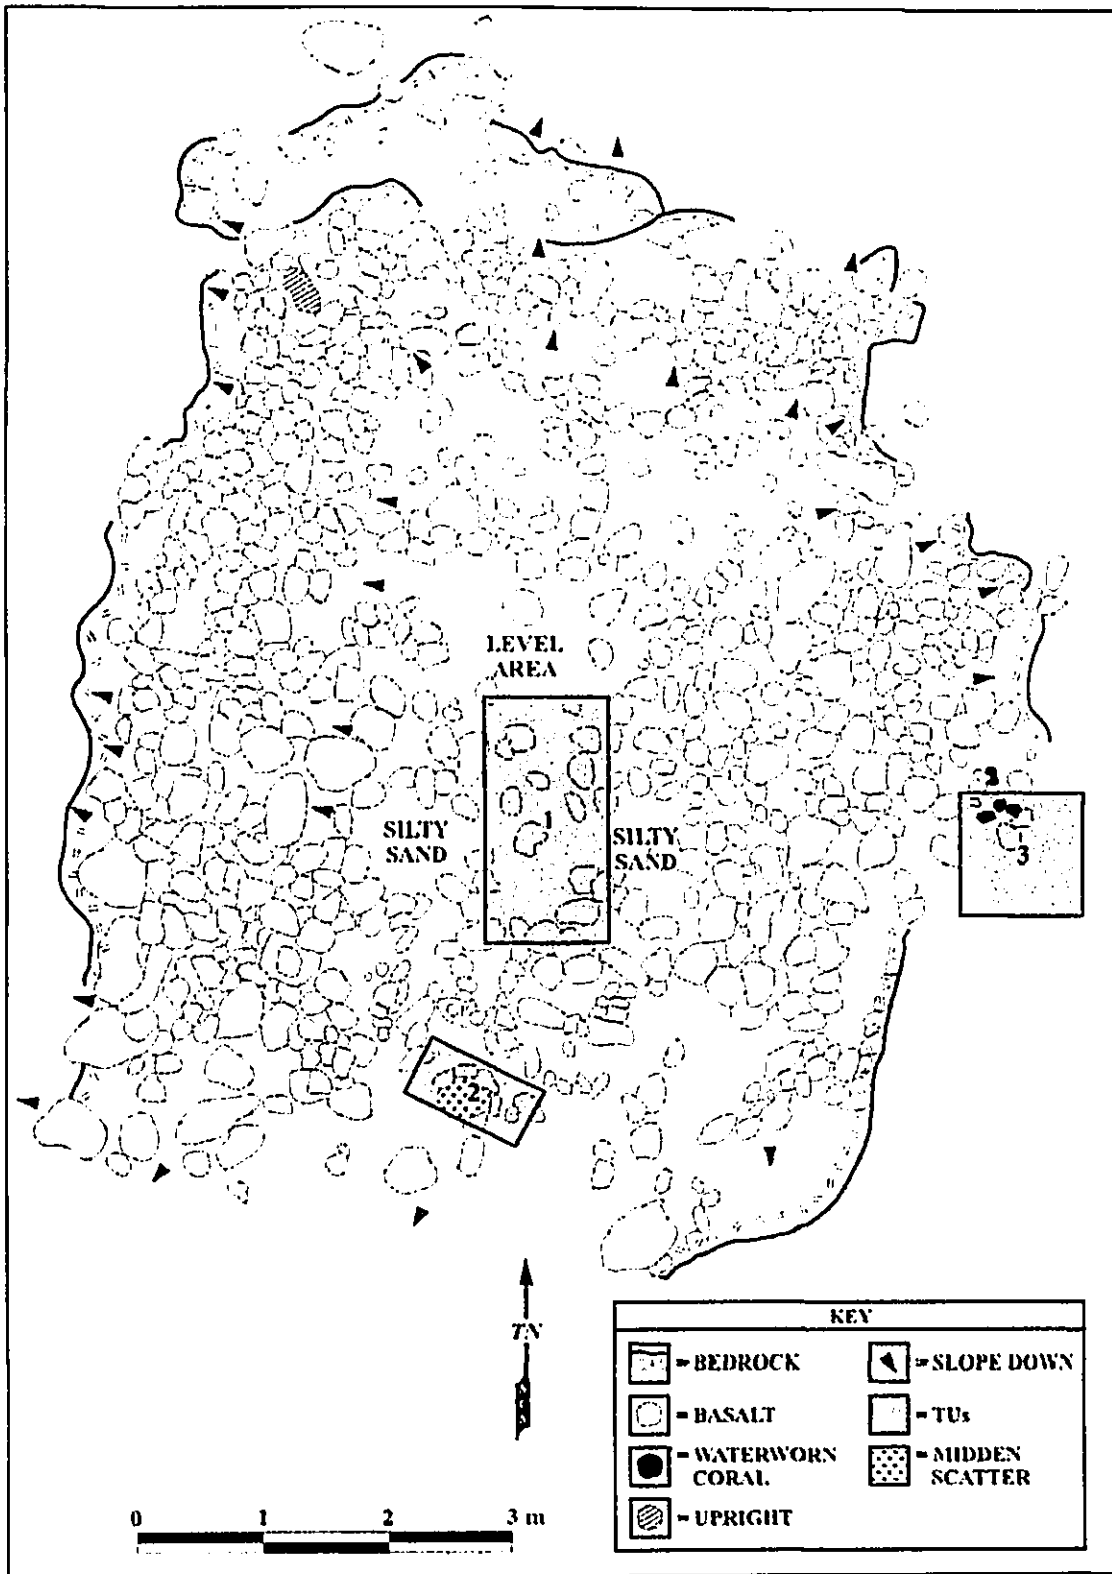 LEVEL
AREA
1
SILTY
SAND
SILTY
SAND
3
2
TN
KEY
= BEDROCK
= SLOPE DOWN
= BASALT
= TUs
= WATERWORN
CORAL
= MIDDEN
SCATTER
= UPRIGHT
0 1 2 3 m